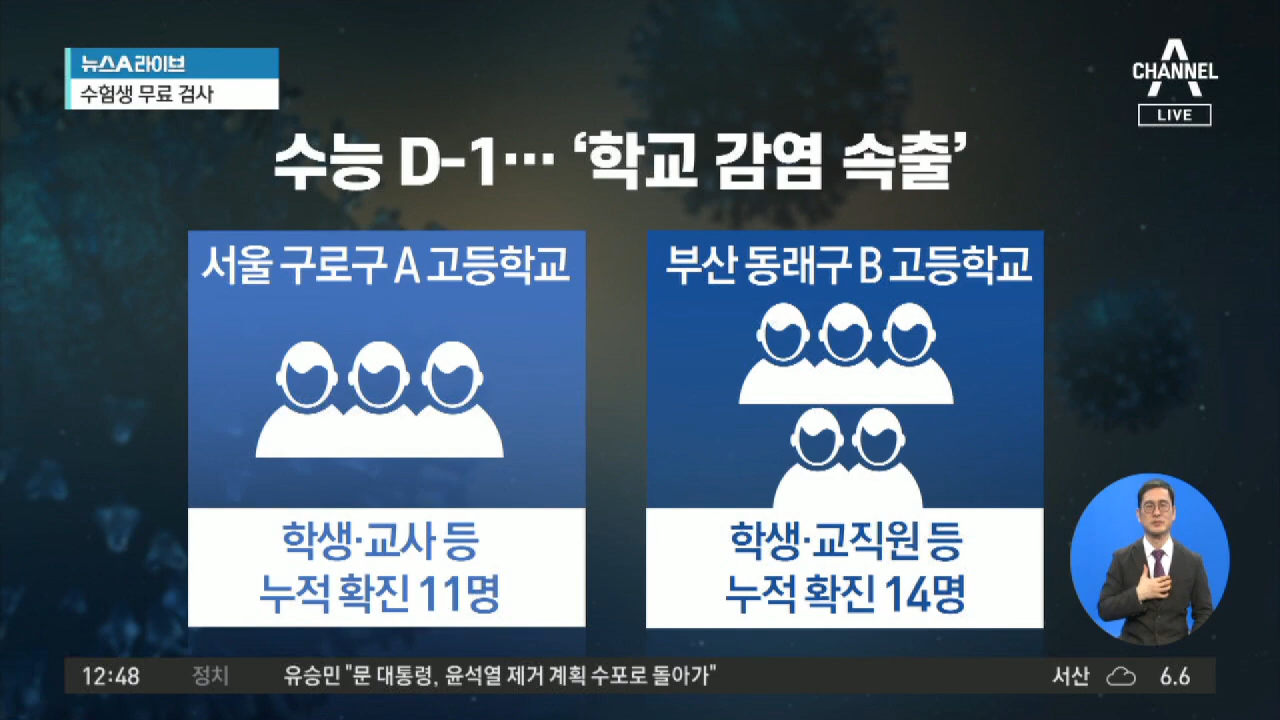 뉴스A 라이브
수험생 무료 검사
CHANNEL A
LIVE
수능 D-1… ‘학교 감염 속출’
서울 구로구 A 고등학교
학생·교사 등
누적 확진 11명
부산 동래구 B 고등학교
학생·교직원 등
누적 확진 14명
12:48 정치 유승민 "문 대통령, 윤석열 제거 계획 수포로 돌아가" 서산 6.6